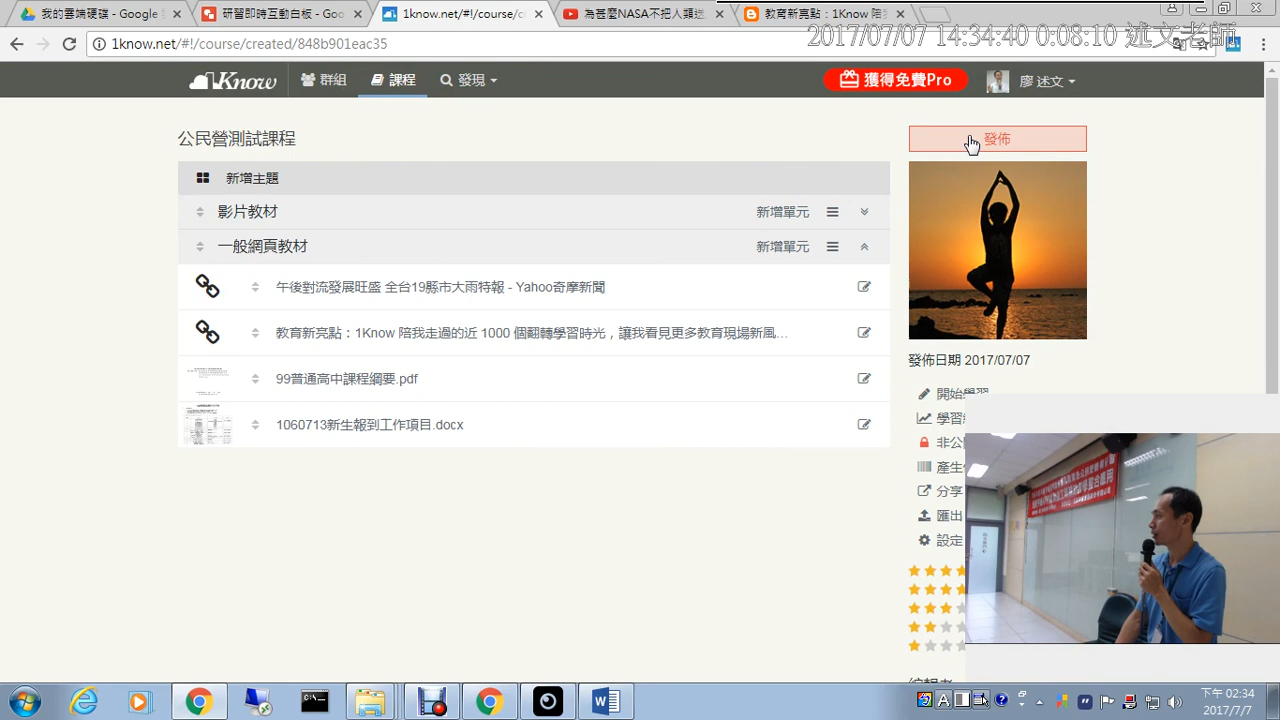 我的雲端硬碟 - Google
研習即時互動白板 - Go
1know.net/#!/course/c
為甚麼NASA不把人類送
教育新亮點：1Know 陪
1know.net/#!/course/create/
48b901eac35
2017/07/07 14:34:40 0:08:10 述文老師
1Know
群組
課程
發現
獲得免費Pro
廖 述文
公民營測試課程
發佈
新增主題
影片教材
新增單元
一般網頁教材
新增單元
午後對流發展旺盛 全台19縣市大雨特報 - Yahoo奇摩新聞
教育新亮點：1Know 陪我走過的近 1000 個翻轉學習時光，讓我看見更多教育現場新風…
99普通高中課程綱要.pdf
1060713新生報到工作項目.docx
發佈日期 2017/07/07
開始學習
學習
非公
產生
分享
匯出
設定
編輯者
下午 02:34
2017/7/7